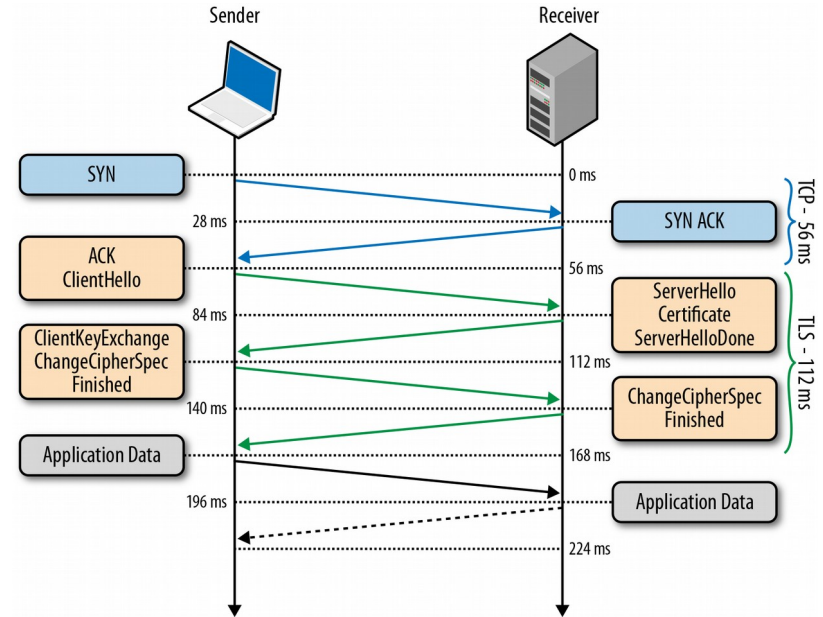 Sender
Receiver
SYN
0 ms
28 ms
SYN ACK
TCP - 56 ms
ACK
ClientHello
56 ms
84 ms
ServerHello
Certificate
ServerHelloDone
TLS - 112 ms
ClientKeyExchange
ChangeCipherSpec
Finished
112 ms
140 ms
ChangeCipherSpec
Finished
Application Data
168 ms
196 ms
Application Data
224 ms